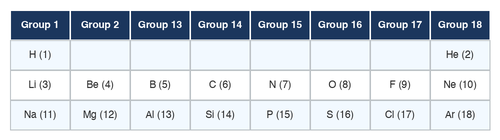 Group 1 Group 2 Group 13 Group 14 Group 15 Group 16 Group 17 Group 18
H (1) He (2)
Li (3) Be (4) B (5) C (6) N (7) O (8) F (9) Ne (10)
Na (11) Mg (12) Al (13) Si (14) P (15) S (16) Cl (17) Ar (18)